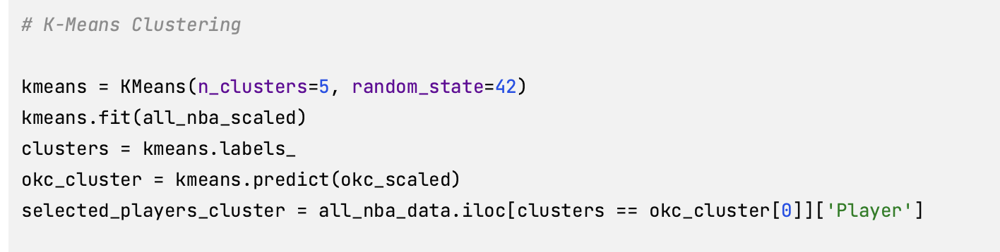 # K-Means Clustering
kmeans = KMeans(n_clusters=5, random_state=42)
kmeans.fit(all_nba_scaled)
clusters = kmeans.labels_
okc_cluster = kmeans.predict(okc_scaled)
selected_players_cluster = all_nba_data.iloc[clusters == okc_cluster[0]]['Player']